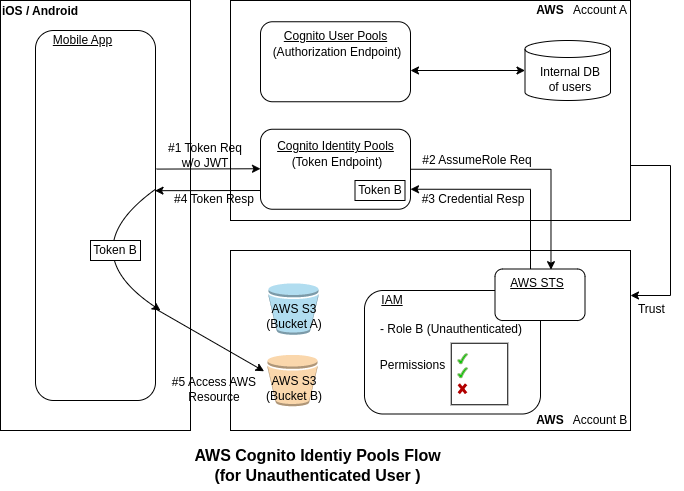 iOS / Android
Mobile App
AWS Account A
Cognito User Pools
(Authorization Endpoint)
Internal DB
of users
Cognito Identity Pools
(Token Endpoint)
Token B
#1 Token Req
w/o JWT
#2 AssumeRole Req
#4 Token Resp
#3 Credential Resp
Token B
AWS STS
AWS S3
(Bucket A)
IAM
- Role B (Unauthenticated)
Permissions
Trust
#5 Access AWS
Resource
AWS S3
(Bucket B)
AWS Account B
AWS Cognito Identiy Pools Flow
(for Unauthenticated User )